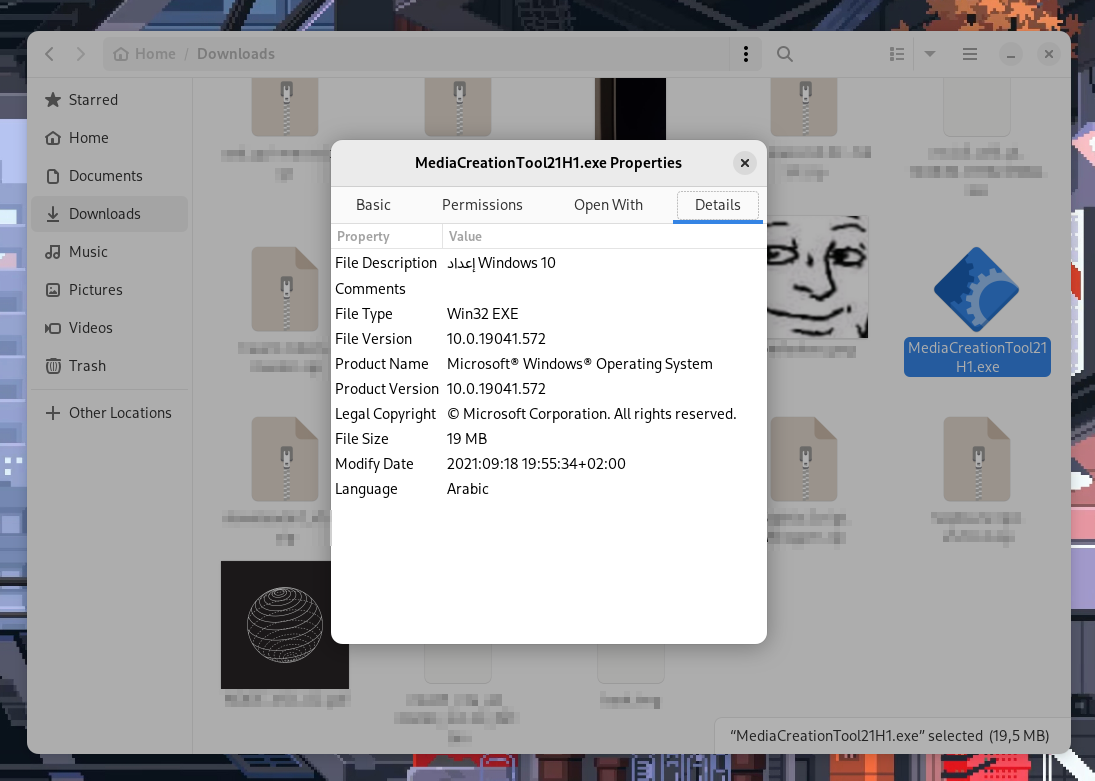 Home / Downloads
Starred
Home
Documents
Downloads
Music
Pictures
Videos
Trash
Other Locations
MediaCreationTool21H1.exe Properties
Basic
Permissions
Open With
Details
Property
Value
File Description
إعداد Windows 10
Comments
File Type
Win32 EXE
File Version
10.0.19041.572
Product Name
Microsoft® Windows® Operating System
Product Version
10.0.19041.572
Legal Copyright
© Microsoft Corporation. All rights reserved.
File Size
19 MB
Modify Date
2021:09:18 19:55:34+02:00
Language
Arabic
MediaCreationTool21
H1.exe
“MediaCreationTool21H1.exe” selected (19,5 MB)